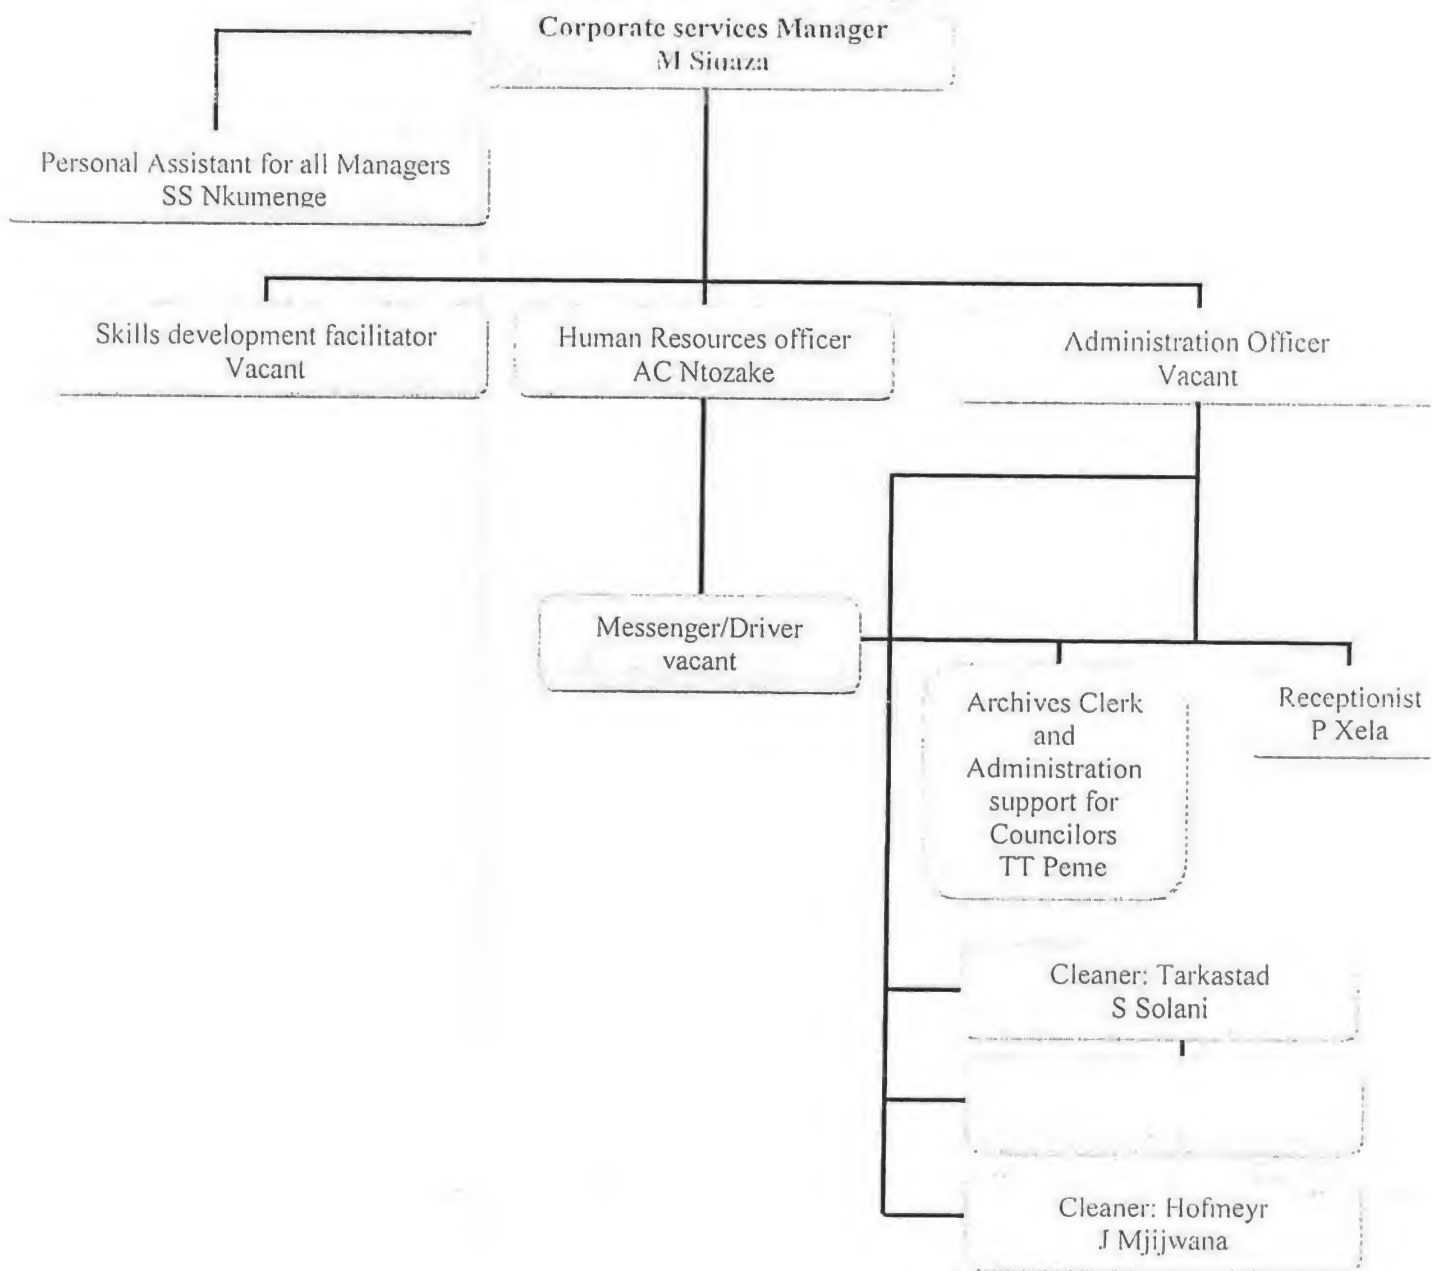 Corporate services Manager
M Siqaza
Personal Assistant for all Managers
SS Nkumenge
Skills development facilitator
Vacant
Human Resources officer
AC Ntozake
Administration Officer
Vacant
Messenger/Driver
vacant
Archives Clerk
and
Administration
support for
Councilors
TT Peme
Receptionist
P Xela
Cleaner: Tarkastad
S Solani
Cleaner: Hofmeyr
J Mjijwana